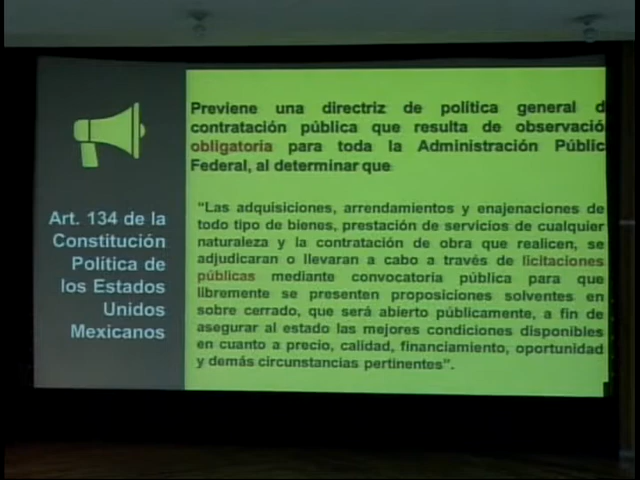 Art. 134 de la
Constitución
Política de
los Estados
Unidos
Mexicanos
Previene una directriz de política general d
contratación pública que resulta de observació
obligatoria para toda la Administración Públic
Federal, al determinar que
“Las adquisiciones, arrendamientos y enajenaciones de
todo tipo de bienes, prestación de servicios de cualquier
naturaleza y la contratación de obra que realicen, se
adjudicaran o llevaran a cabo a través de licitaciones
públicas mediante convocatoria pública para que
libremente se presenten proposiciones solventes en
sobre cerrado, que será abierto públicamente, a fin de
asegurar al estado las mejores condiciones disponibles
en cuanto a precio, calidad, financiamiento, oportunidad
y demás circunstancias pertinentes”.